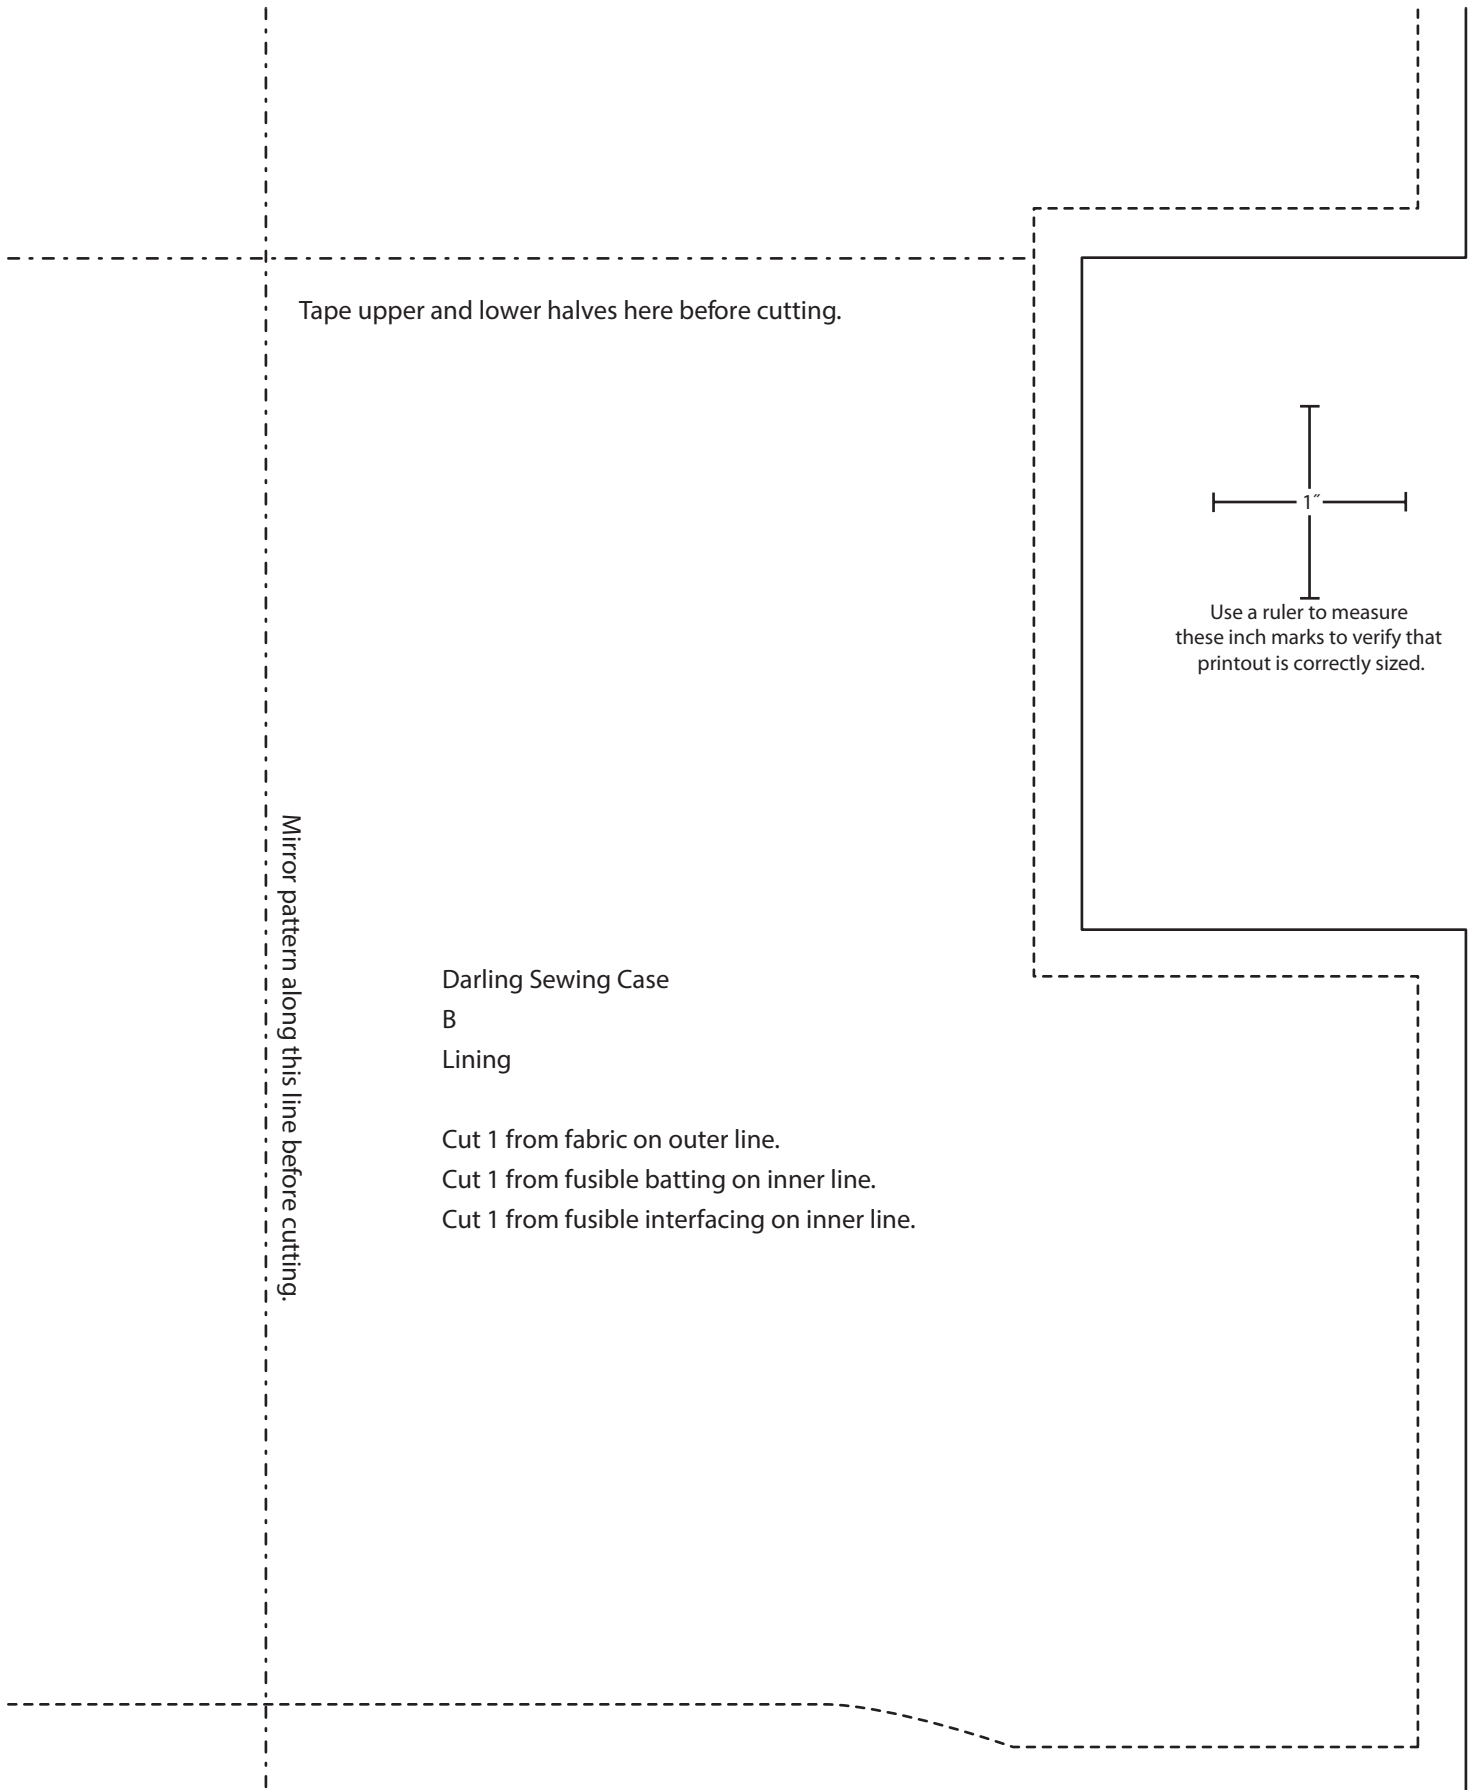 Tape upper and lower halves here before cutting.
1″
Use a ruler to measure
these inch marks to verify that
printout is correctly sized.
Mirror pattern along this line before cutting.
Darling Sewing Case
B
Lining
Cut 1 from fabric on outer line.
Cut 1 from fusible batting on inner line.
Cut 1 from fusible interfacing on inner line.